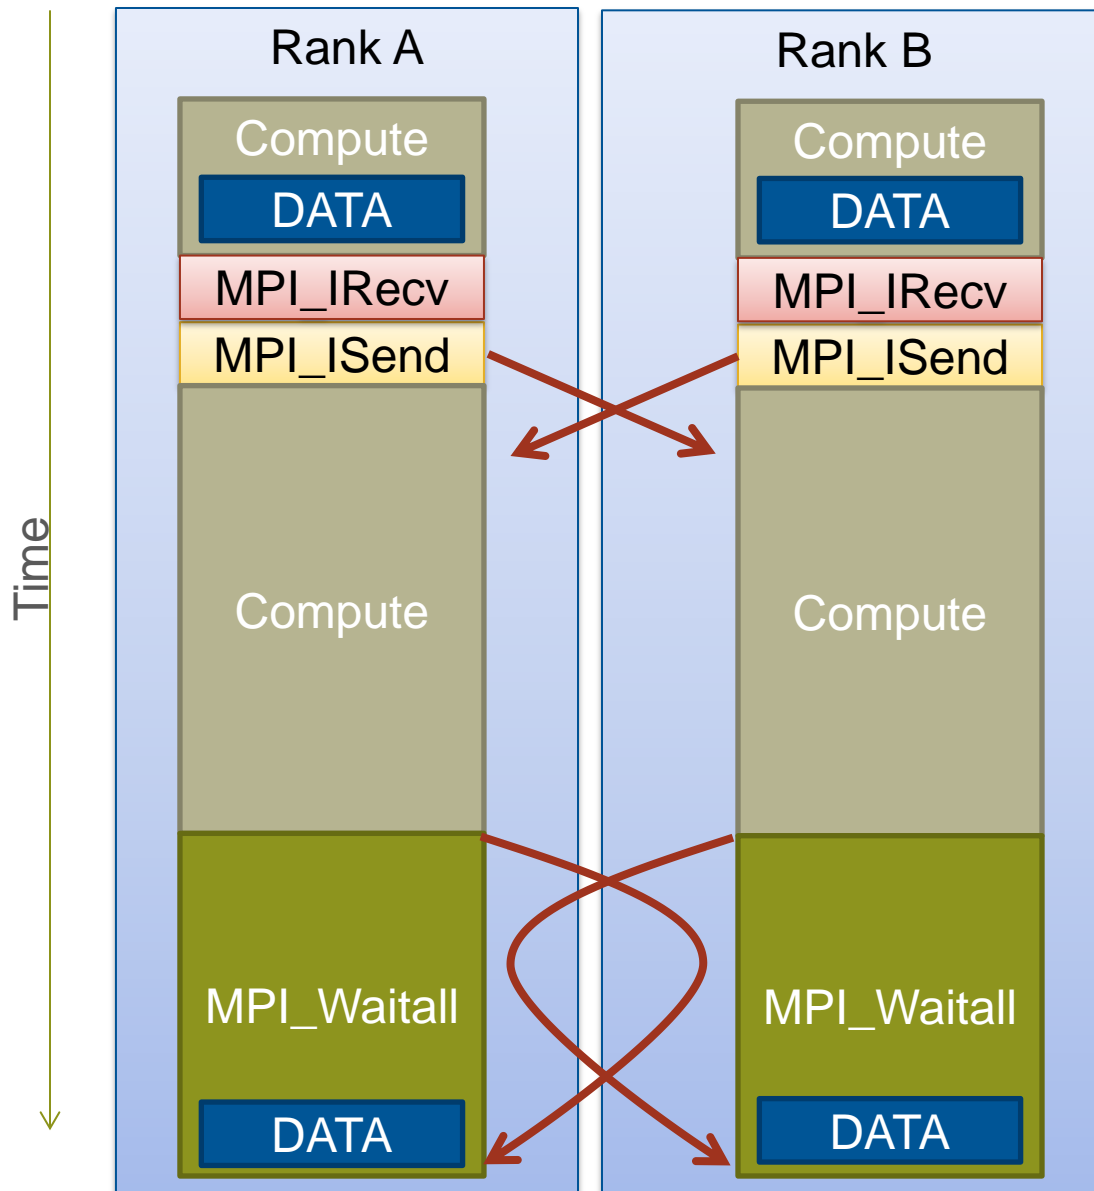 Time
Rank A
Compute
DATA
MPI_IRecv
MPI_ISend
Compute
MPI_Waitall
DATA
Rank B
Compute
DATA
MPI_IRecv
MPI_ISend
Compute
MPI_Waitall
DATA